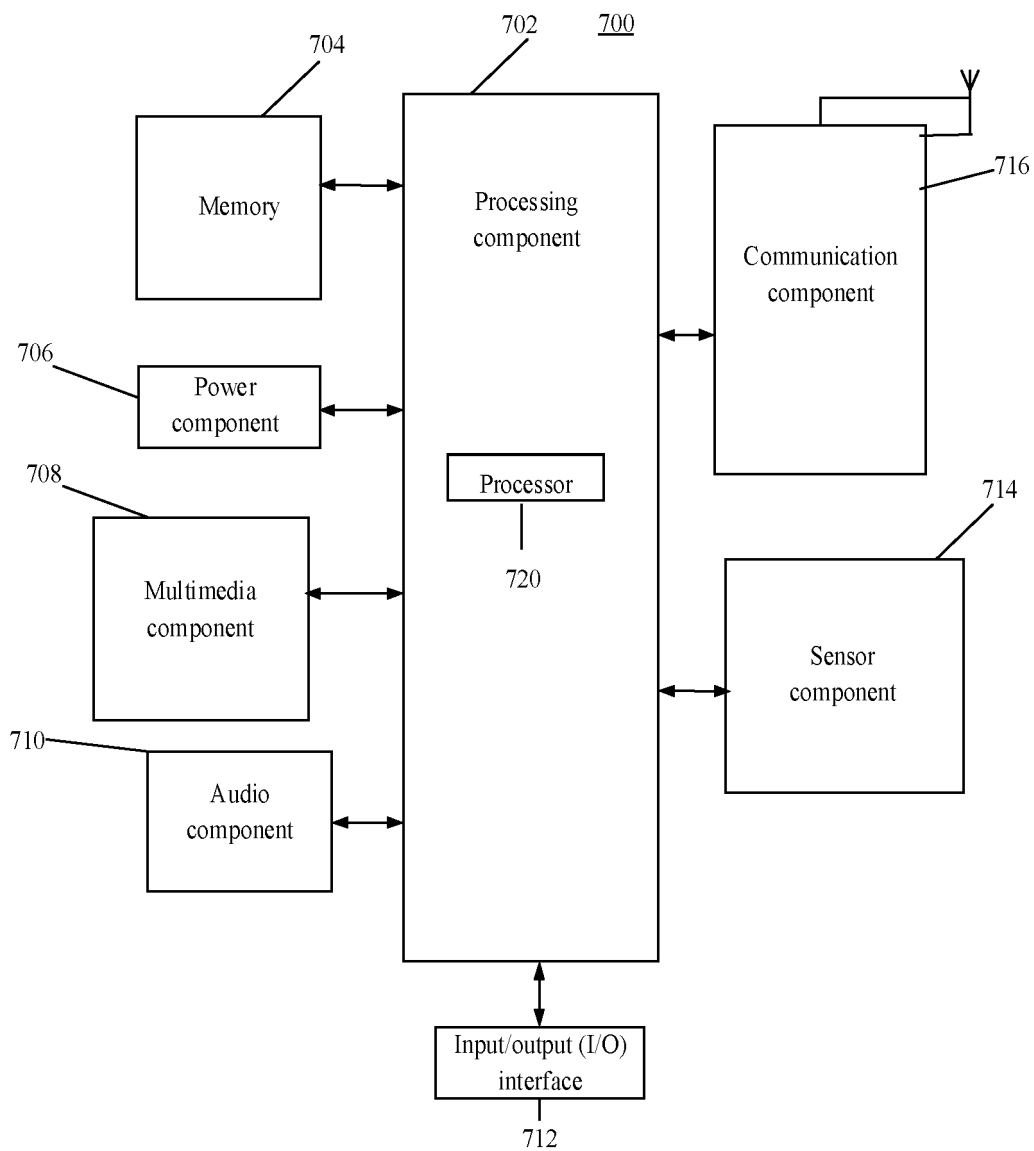 702
700
704
Memory
Processing
component
716
Communication
component
706
Power
component
708
Processor
714
720
Multimedia
component
Sensor
component
710
Audio
component
Input/output (I/O)
interface
712